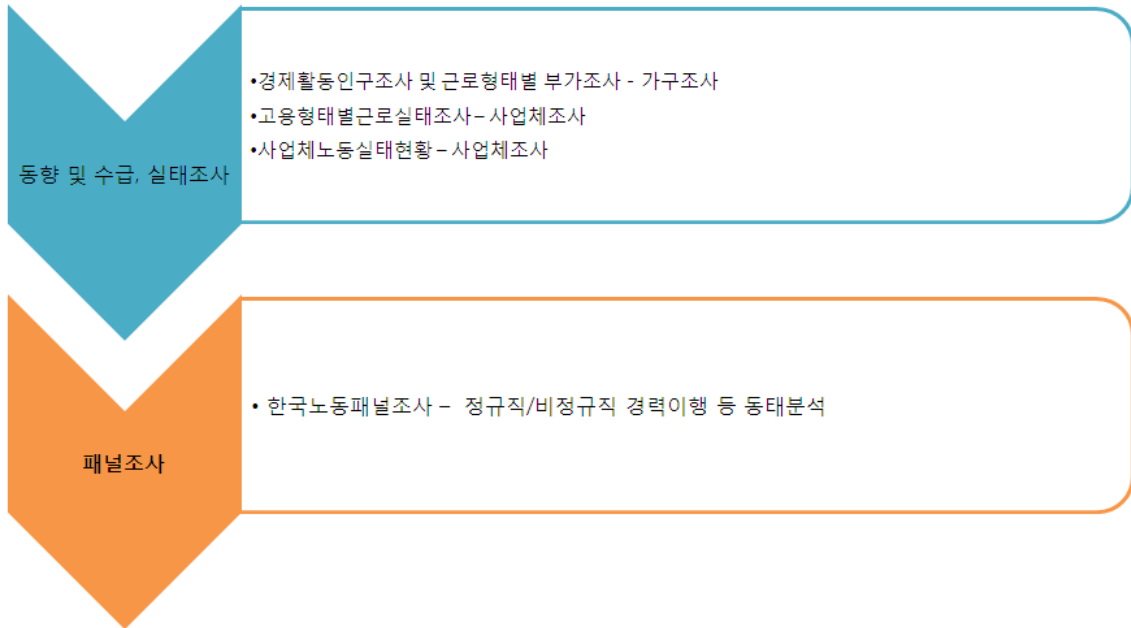 •경제활동인구조사 및 근로형태별 부가조사 - 가구조사
•고용형태별근로실태조사– 사업체조사
•사업체노동실태현황 – 사업체조사
동향 및 수급, 실태조사
• 한국노동패널조사 – 정규직/비정규직 경력이행 등 동태분석
패널조사